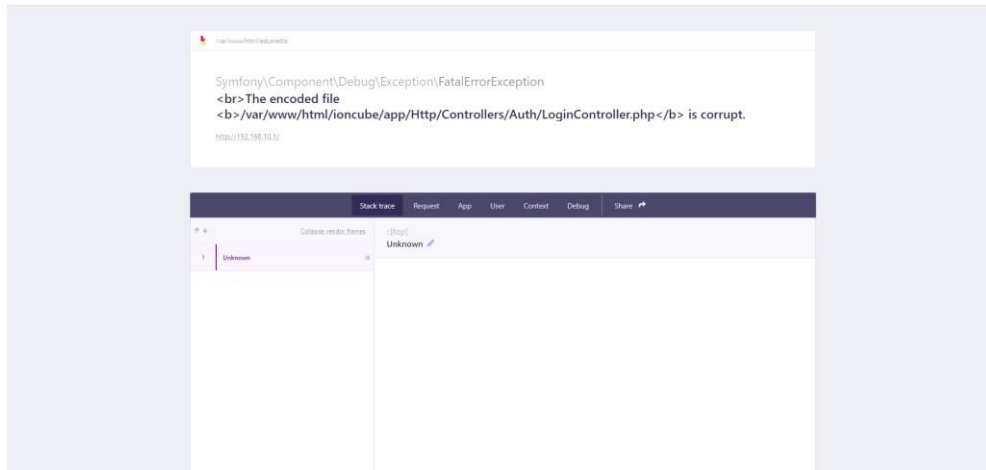 /var/www/html/edumedia
Symfony\Component\Debug\Exception\FatalErrorException
<br>The encoded file
<b>/var/www/html/ioncube/app/Http/Controllers/Auth/LoginController.php</b> is corrupt.
http://192.168.10.1/
Stack trace Request App User Context Debug Share
Collapse vendor frames
:[top]
Unknown
1 Unknown